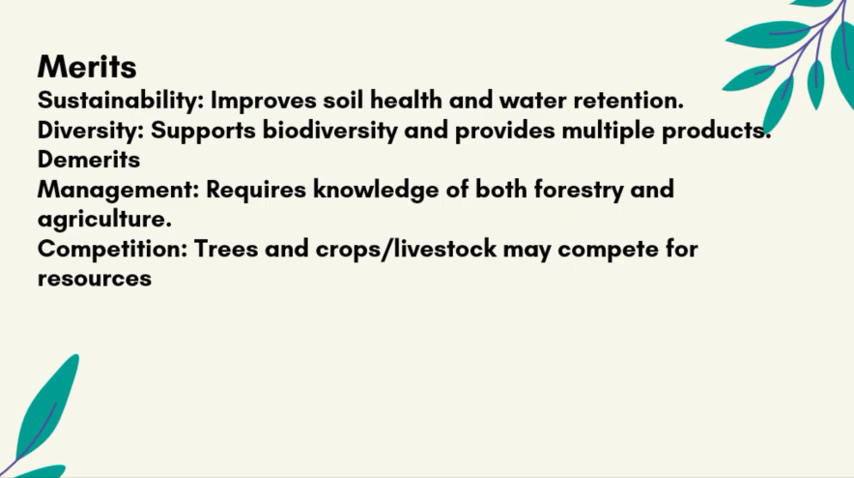 Merits
Sustainability: Improves soil health and water retention.
Diversity: Supports biodiversity and provides multiple products.
Demerits
Management: Requires knowledge of both forestry and
agriculture.
Competition: Trees and crops/livestock may compete for
resources